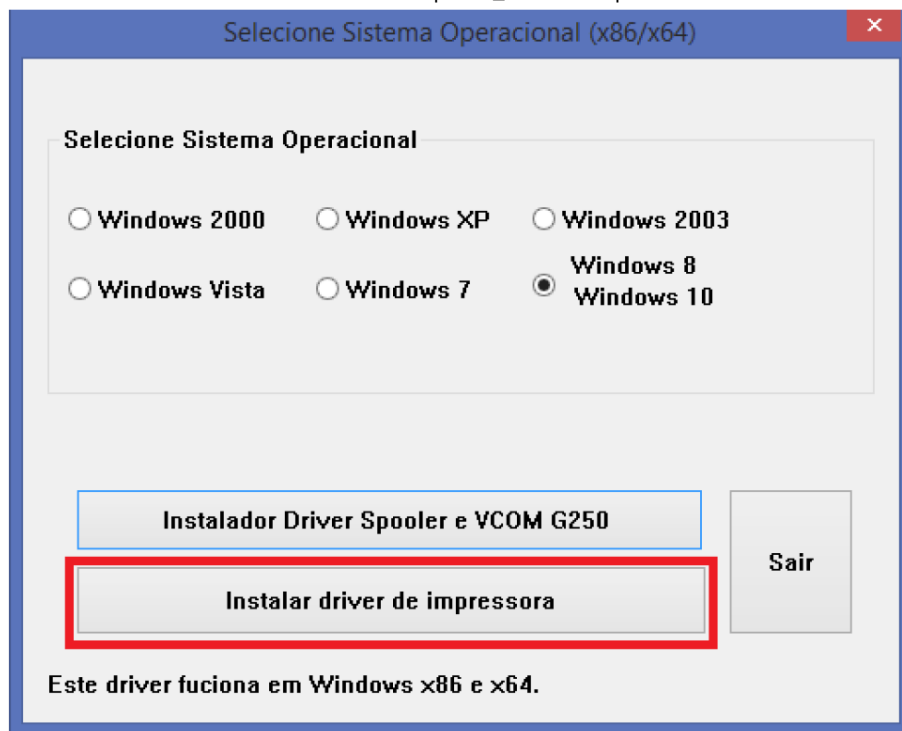 Selecione Sistema Operacional (x86/x64)
Selecione Sistema Operacional
Windows 2000
Windows XP
Windows 2003
Windows Vista
Windows 7
Windows 8
Windows 10
Instalador Driver Spooler e VCOM G250
Instalar driver de impressora
Sair
Este driver fuciona em Windows x86 e x64.